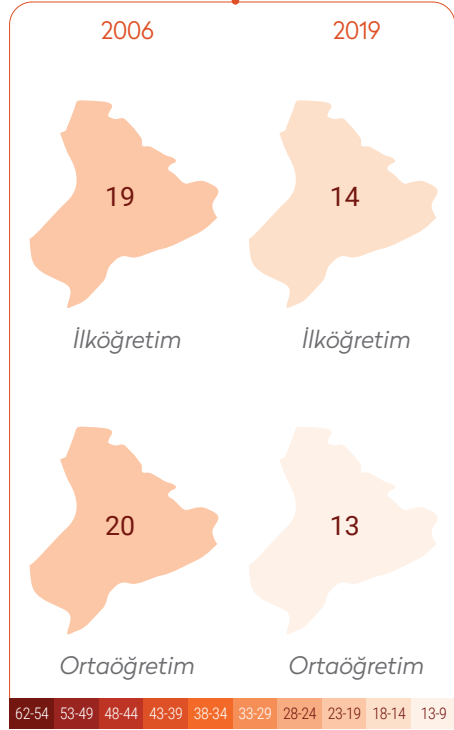 2006 2019
19 14
İlköğretim İlköğretim
20 13
Ortaöğretim Ortaöğretim
62-54 53-49 48-44 43-39 38-34 33-29 28-24 23-19 18-14 13-9